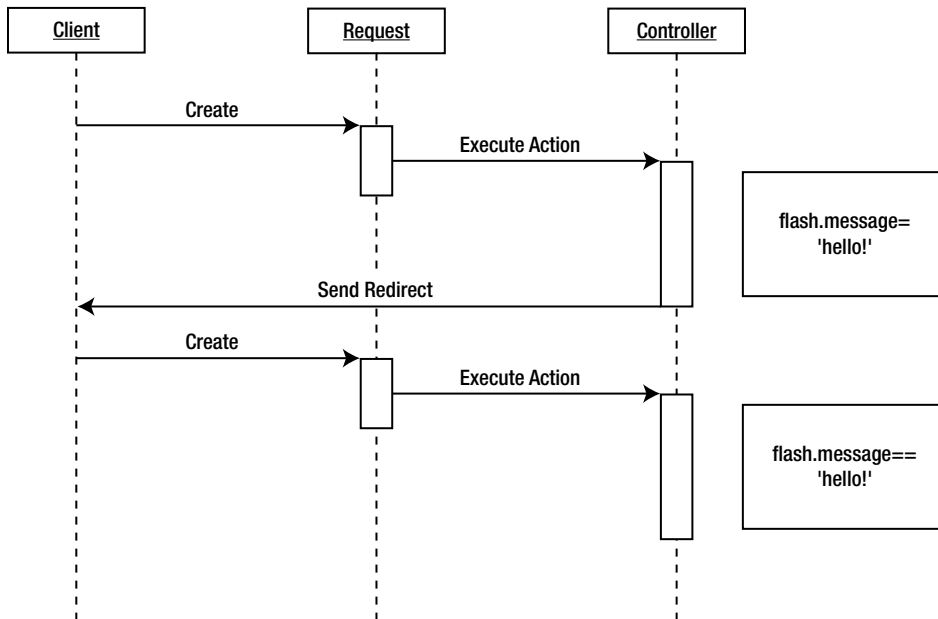 Client
Request
Controller
Create
Execute Action
flash.message=
'hello!'
Send Redirect
Create
Execute Action
flash.message==
'hello!'